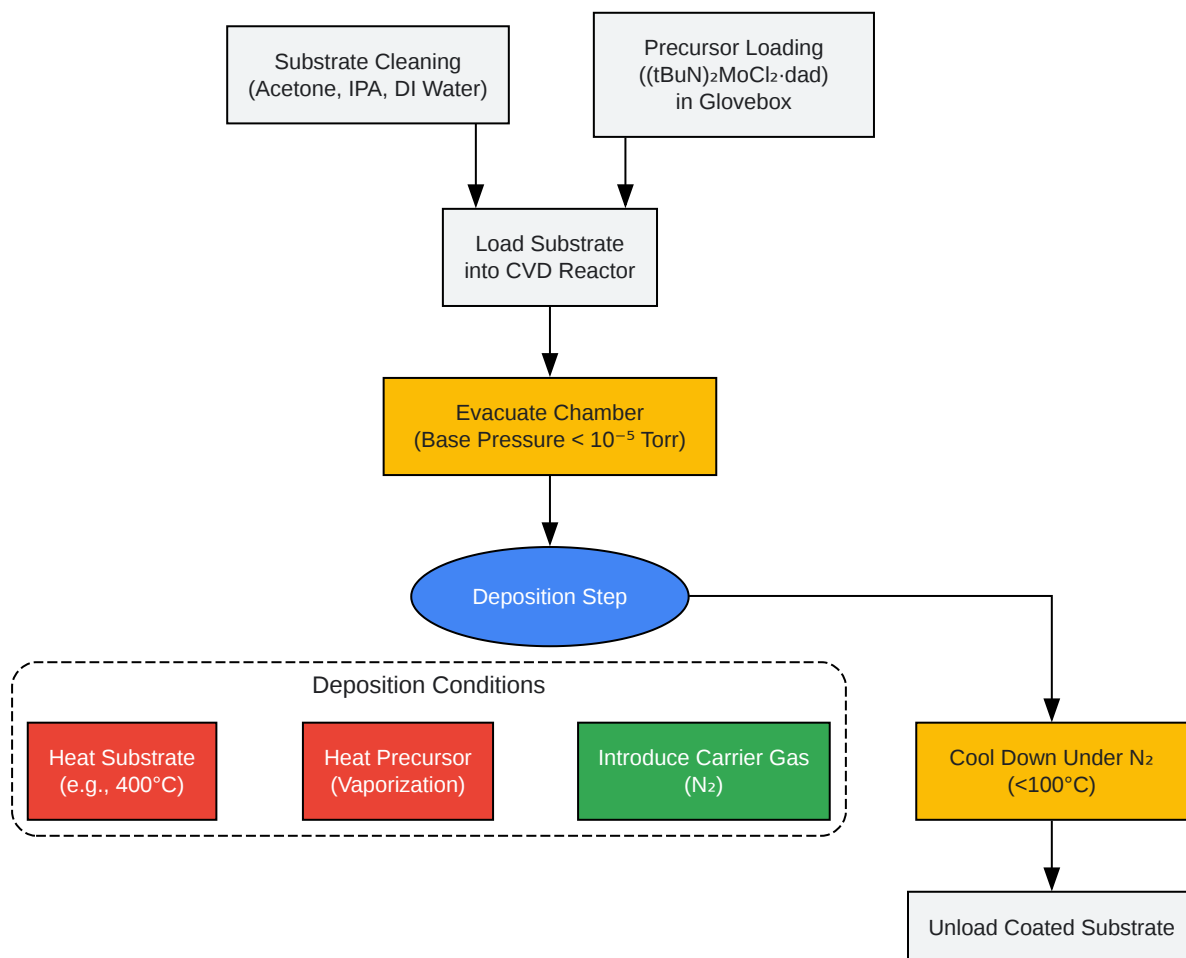 Substrate Cleaning
(Acetone, IPA, DI Water)
Precursor Loading
((tBuN)₂MoCl₂·dad)
in Glovebox
Load Substrate
into CVD Reactor
Evacuate Chamber
(Base Pressure < 10⁻⁵ Torr)
Deposition Step
Deposition Conditions
Heat Substrate
(e.g., 400°C)
Heat Precursor
(Vaporization)
Introduce Carrier Gas
(N₂)
Cool Down Under N₂
(<100°C)
Unload Coated Substrate